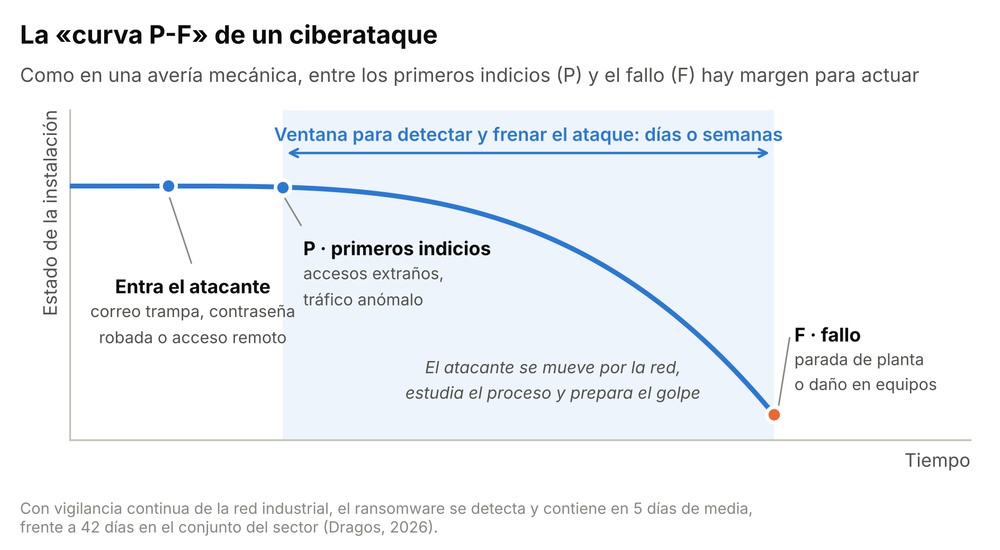 La «curva P-F» de un ciberataque
Como en una avería mecánica, entre los primeros indicios (P) y el fallo (F) hay margen para actuar
Estado de la instalación
Ventana para detectar y frenar el ataque: días o semanas
P · primeros indicios
accesos extraños,
tráfico anómalo
Entra el atacante
correo trampa, contraseña
robada o acceso remoto
F · fallo
parada de planta
o daño en equipos
El atacante se mueve por la red,
estudia el proceso y prepara el golpe
Tiempo
Con vigilancia continua de la red industrial, el ransomware se detecta y contiene en 5 días de media,
frente a 42 días en el conjunto del sector (Dragos, 2026).